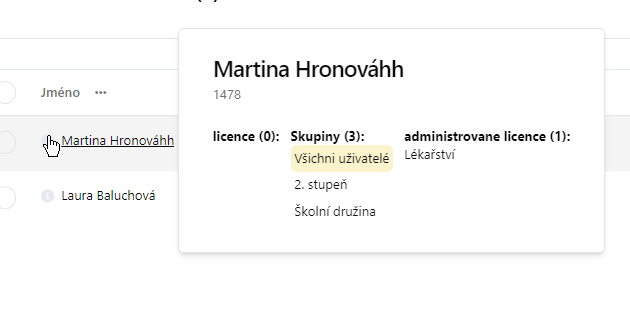 Jméno ...
Martina Hronováhh
Laura Baluchová
Martina Hronováhh
1478
licence (0):
Skupiny (3):
Všichni uživatelé
2. stupeň
Školní družina
administrovane licence (1):
Lékařství